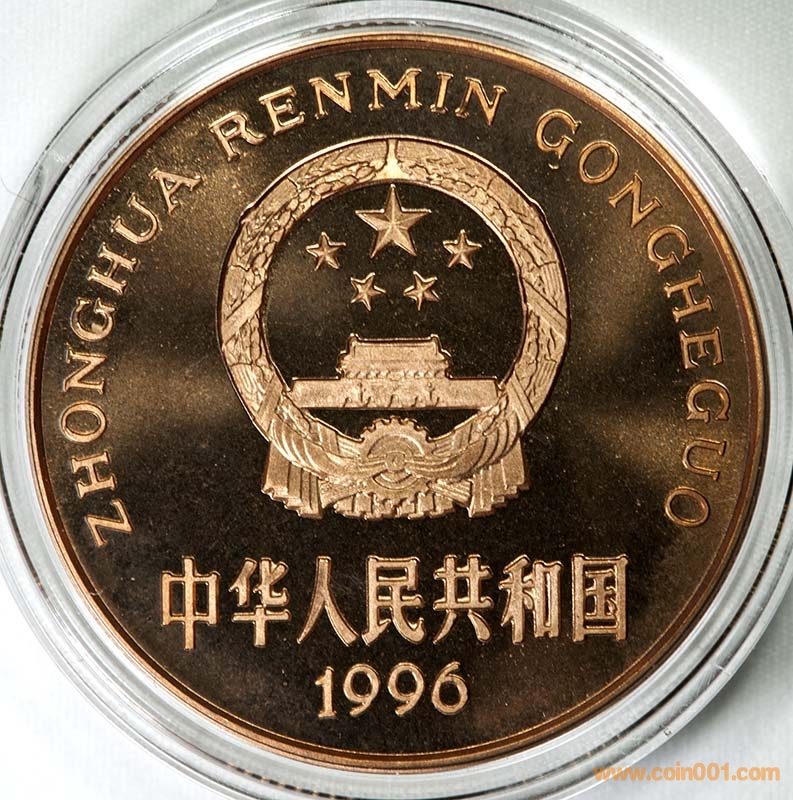 ZHONGHUA RENMIN GONGHEGUO
中华人民共和国
1996
www.coin001.com